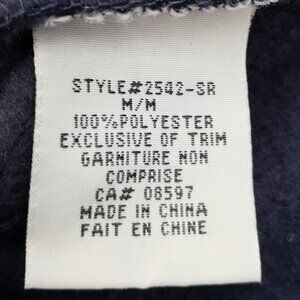 STYLE#2542-SR
M/M
100%POLYESTER
EXCLUSIVE OF TRIM
GARNITURE NON
COMPRISE
CA# 08597
MADE IN CHINA
FAIT EN CHINE